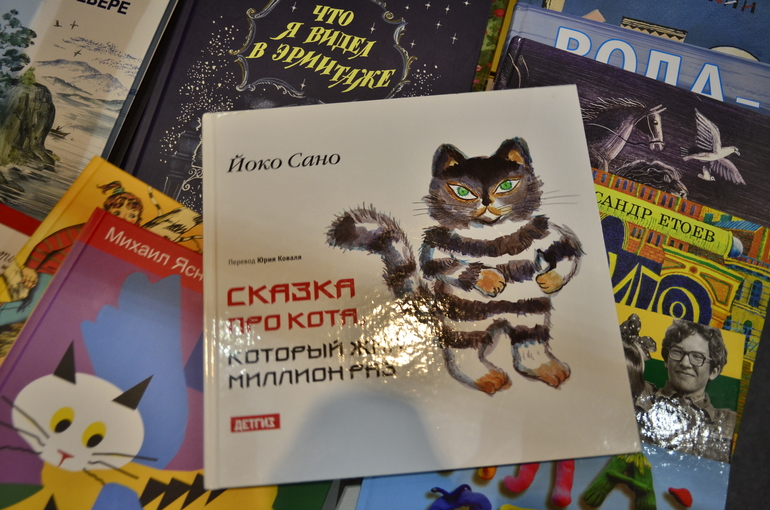 ВЕРЕ
ЧТО
Я ВИДЕЛ
В ЭРМИТАЖЕ
ВОДА-
Йоко Сано
Перевод Юрия Коваля
СКАЗКА
ПРО КОТА,
КОТОРЫЙ ЖИЛ
МИЛЛИОН РАЗ
ДЕТГИЗ
САНДР ЕТОЕВ
Михаил Ясн